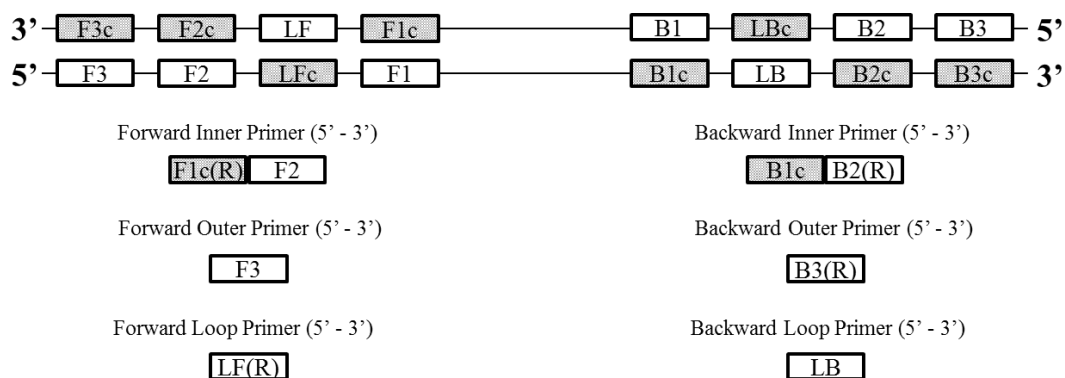 3’ F3c F2c LF F1c B1 LBc B2 B3 5’
5’ F3 F2 LFc F1 B1c LB B2c B3c 3’
Forward Inner Primer (5’ - 3’) Backward Inner Primer (5’ - 3’)
F1c(R) F2 B1c B2(R)
Forward Outer Primer (5’ - 3’) Backward Outer Primer (5’ - 3’)
F3 B3(R)
Forward Loop Primer (5’ - 3’) Backward Loop Primer (5’ - 3’)
LF(R) LB